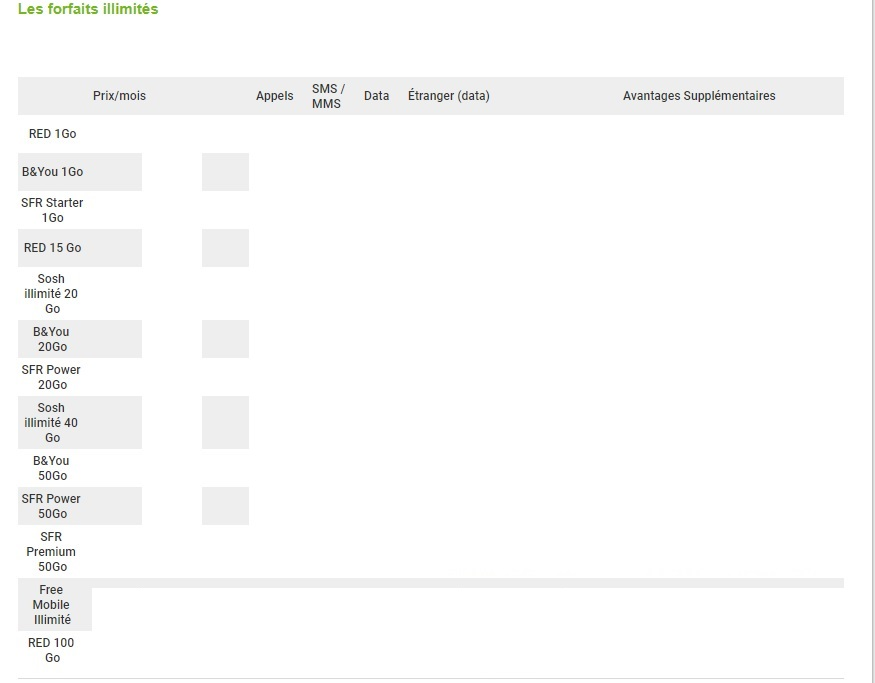 Les forfaits illimités
Prix/mois Appels SMS / MMS Data Étranger (data) Avantages Supplémentaires
RED 1Go
B&You 1Go
SFR Starter
1Go
RED 15 Go
Sosh
illimité 20
Go
B&You
20Go
SFR Power
20Go
Sosh
illimité 40
Go
B&You
50Go
SFR Power
50Go
SFR
Premium
50Go
Free
Mobile
Illimité
RED 100
Go